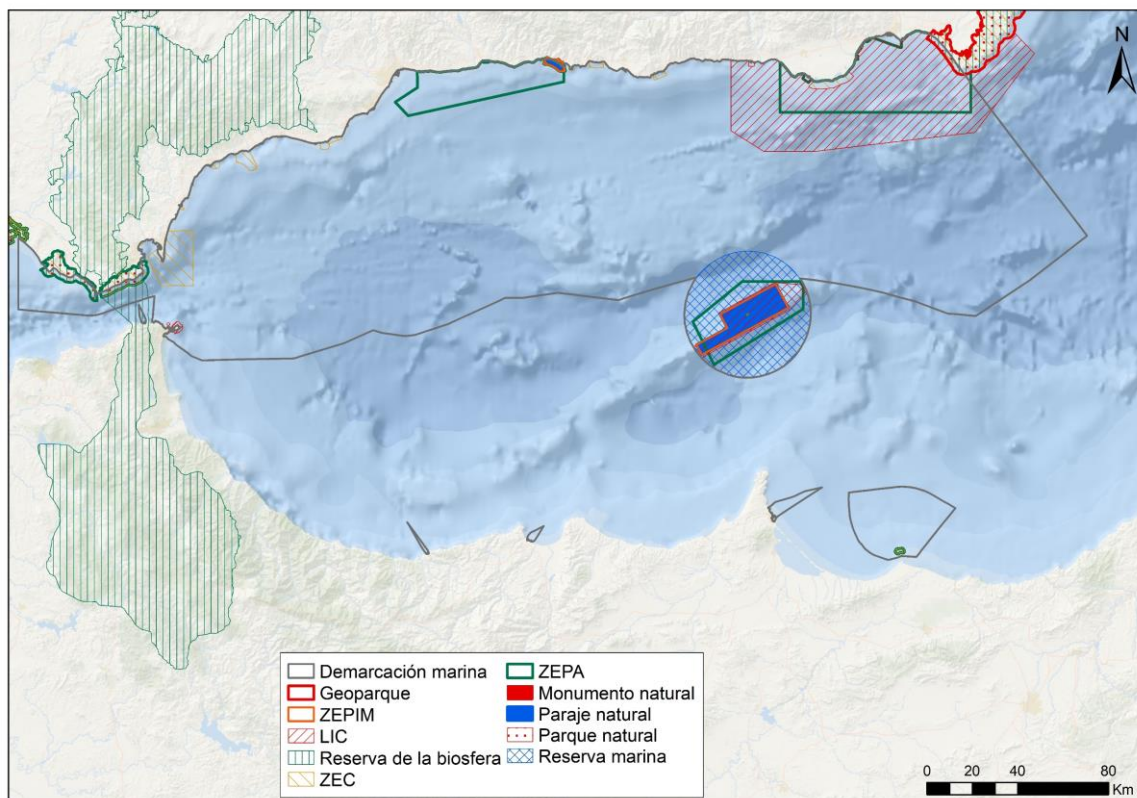 N
Demarcación marina
Geoparque
ZEPIM
LIC
Reserva de la biosfera
ZEC
ZEPA
Monumento natural
Paraje natural
Parque natural
Reserva marina
0 20 40 80
Km